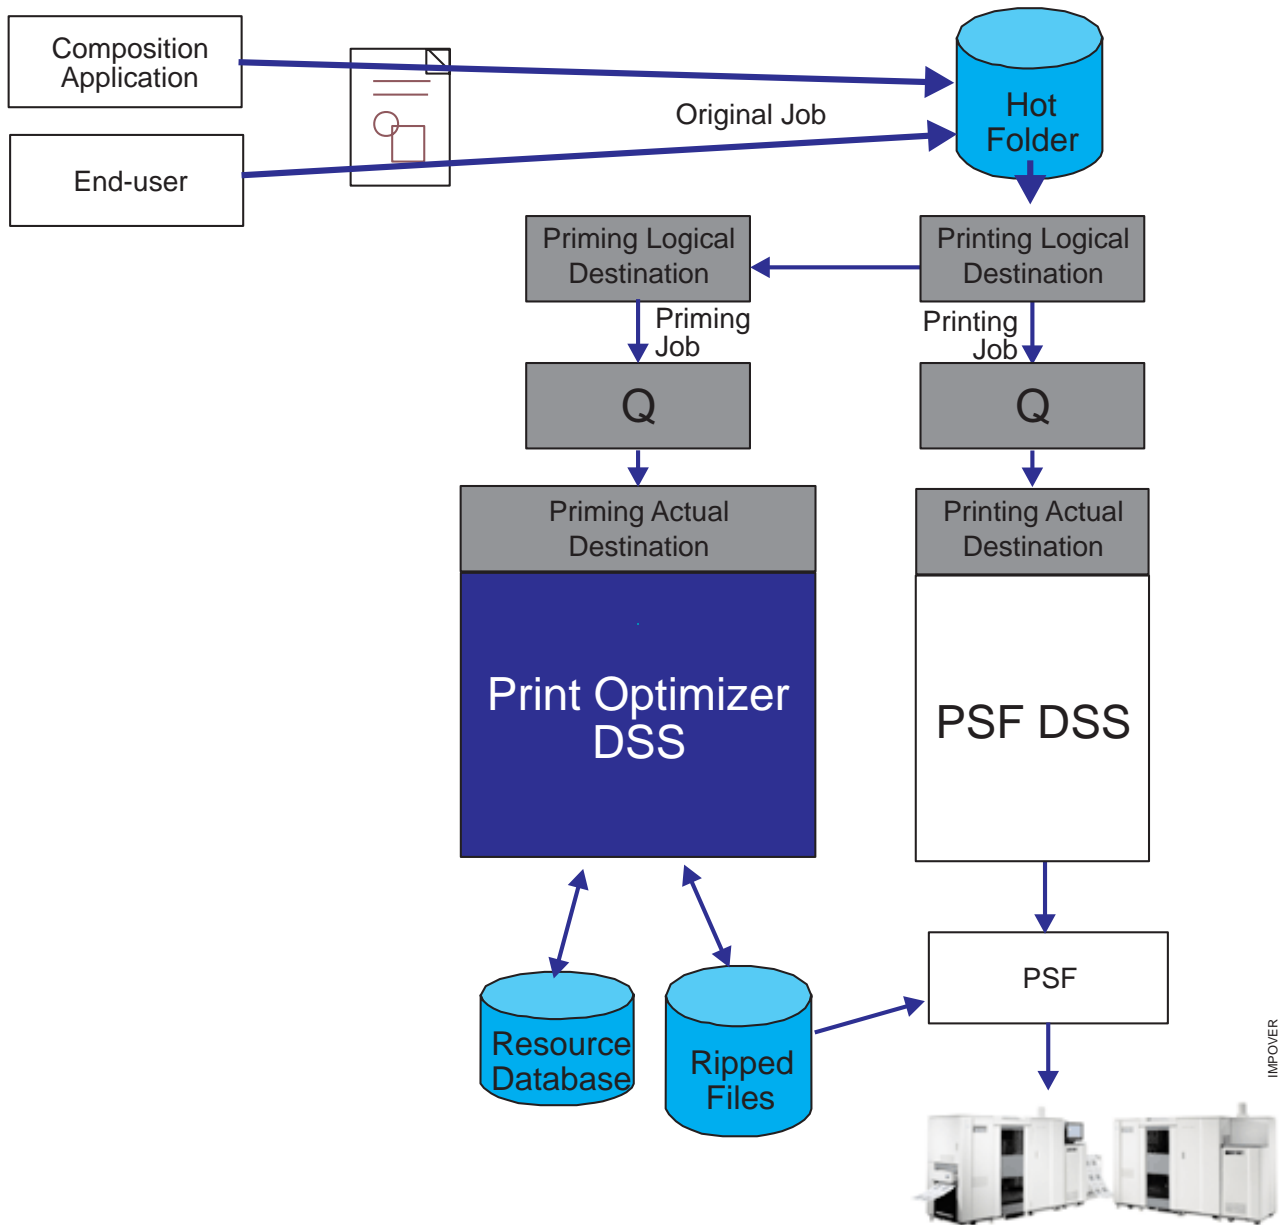 Composition
Application
Original Job
Hot
Folder
End-user
Priming Logical
Destination
Printing Logical
Destination
Priming
Job
Printing
Job
Q
Q
Priming Actual
Destination
Printing Actual
Destination
Print Optimizer
DSS
PSF DSS
PSF
Resource
Database
Ripped
Files
IMPOVER